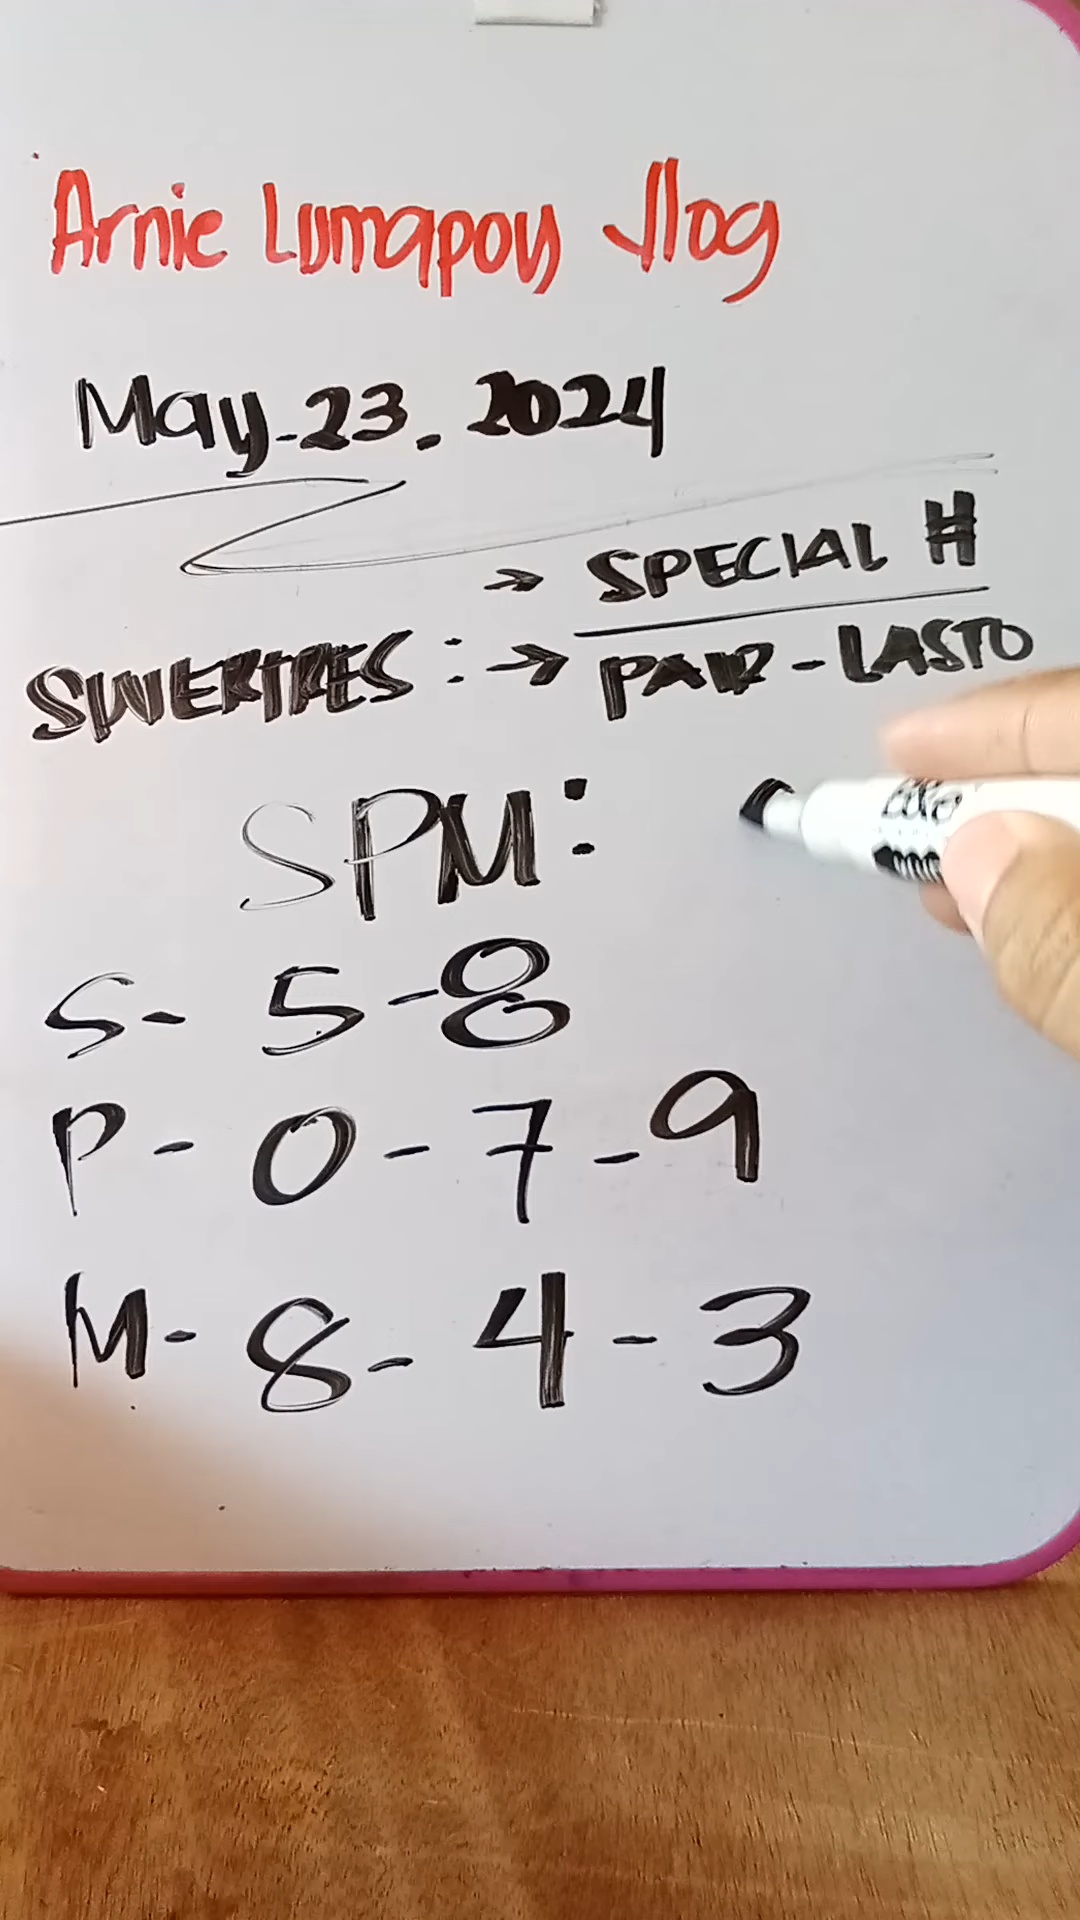 Arnie Lumapoy Vlog
May-23. 2024
→ SPECIAL #
SWERTRES: → PAIR - LASTO
SPM:
S- 5-8
P- 0-7-9
M- 8-4-3